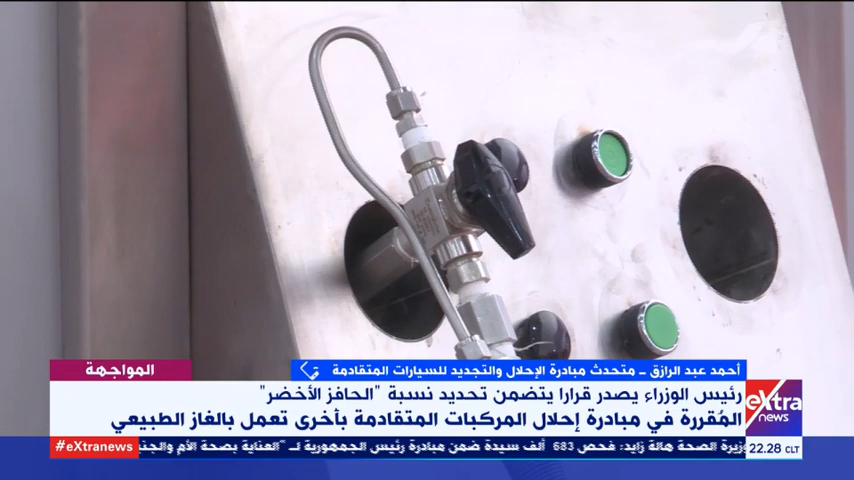 المواجهة
أحمد عبد الرازق - متحدث مبادرة الإحلال والتجديد للسيارات المتقادمة
رئيس الوزراء يصدر قرارا يتضمن تحديد نسبة "الحافز الأخضر"
المُقررة في مبادرة إحلال المركبات المتقادمة بأخرى تعمل بالغاز الطبيعي
eXtra
news
#eXtranews
وزيرة الصحة هالة زايد: فحص 683 ألف سيدة ضمن مبادرة رئيس الجمهورية لـ "العناية بصحة الأم والجنين
22.28 CLT